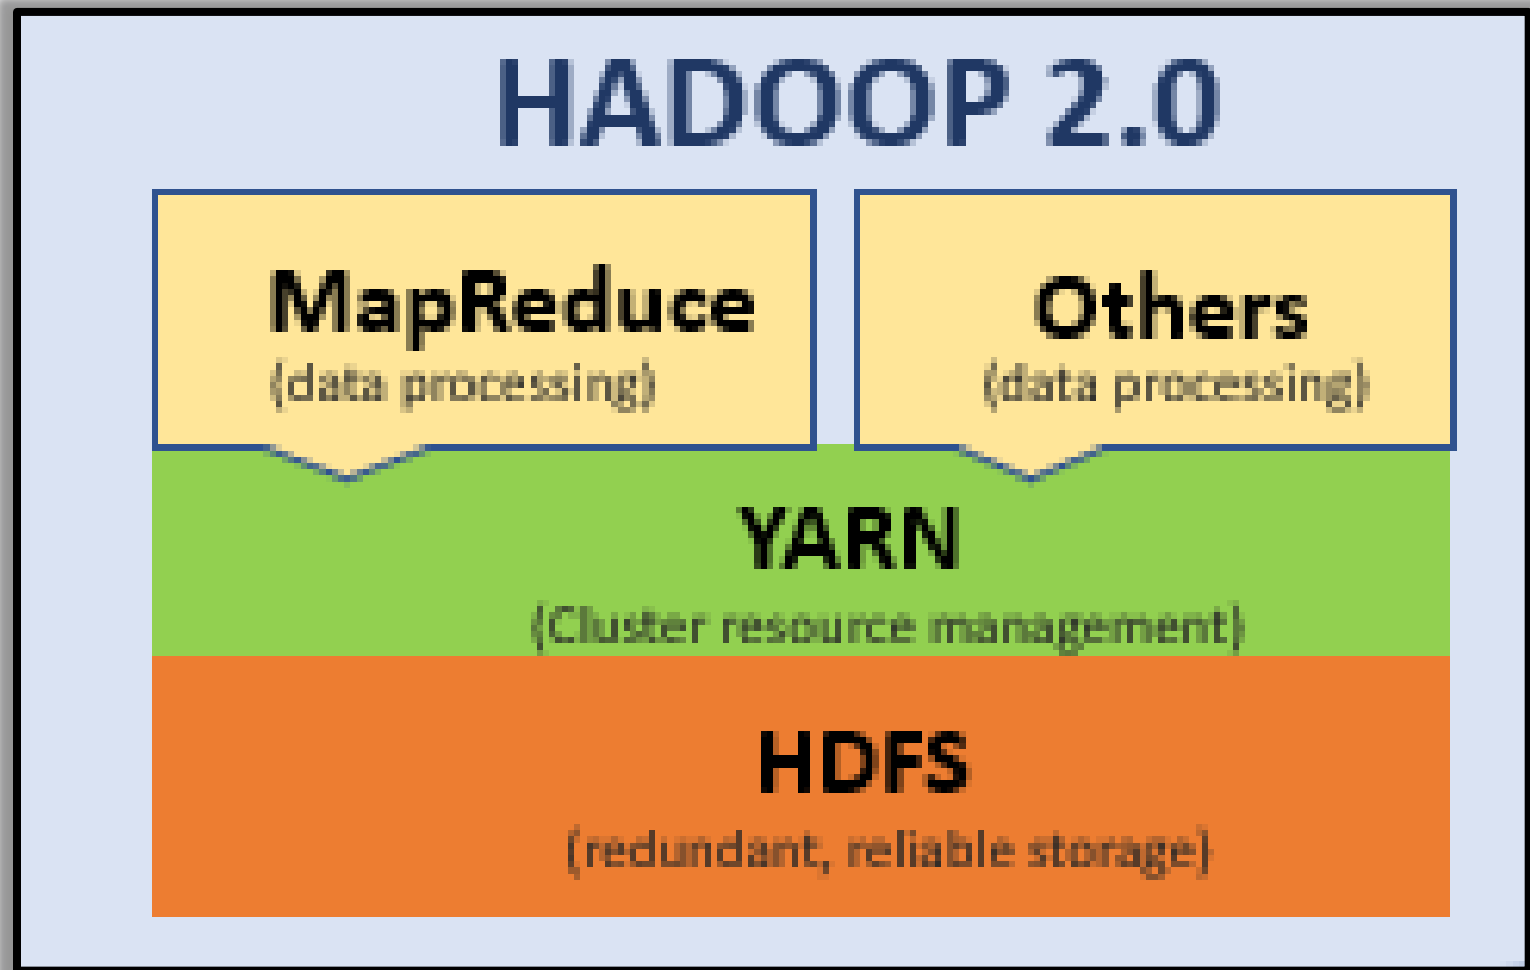 HADOOP 2.0
MapReduce
(data processing)
Others
(data processing)
YARN
(Cluster resource management)
HDFS
(redundant, reliable storage)